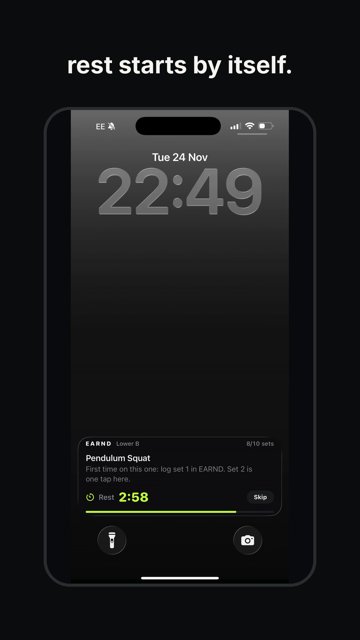 rest starts by itself.
EE
Tue 24 Nov
22:49
EARND Lower B 8/10 sets
Pendulum Squat
First time on this one: log set 1 in EARND. Set 2 is
one tap here.
Rest 2:58 Skip